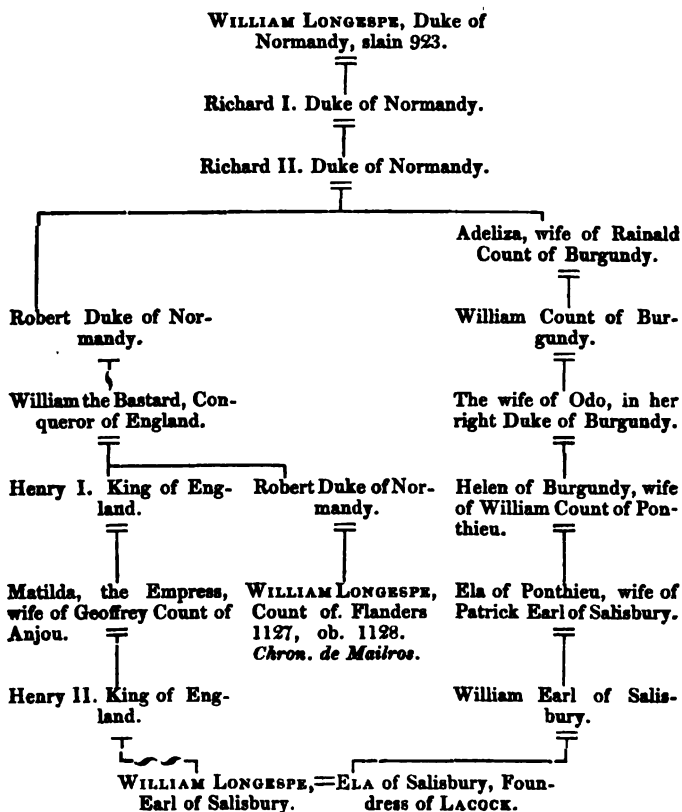 WILLIAM LONGESPE, Duke of
Normandy, slain 923.
Richard I. Duke of Normandy.
Richard II. Duke of Normandy.
Adeliza, wife of Rainald
Count of Burgundy.
Robert Duke of Nor-
mandy.
William Count of Bur-
gundy.
William the Bastard, Con-
queror of England.
The wife of Odo, in her
right Duke of Burgundy.
Henry I. King of Eng-
land.
Robert Duke of Nor-
mandy.
Helen of Burgundy, wife
of William Count of Pon-
thieu.
Matilda, the Empress,
wife of Geoffrey Count of
Anjou.
WILLIAM LONGESPE,
Count of. Flanders
1127, ob. 1128.
Chron. de Mailros.
Ela of Ponthieu, wife of
Patrick Earl of Salisbury.
Henry II. King of Eng-
land.
William Earl of Salis-
bury.
WILLIAM LONGESPE,=ELA of Salisbury, Foun-
Earl of Salisbury. dress of LACOCK.